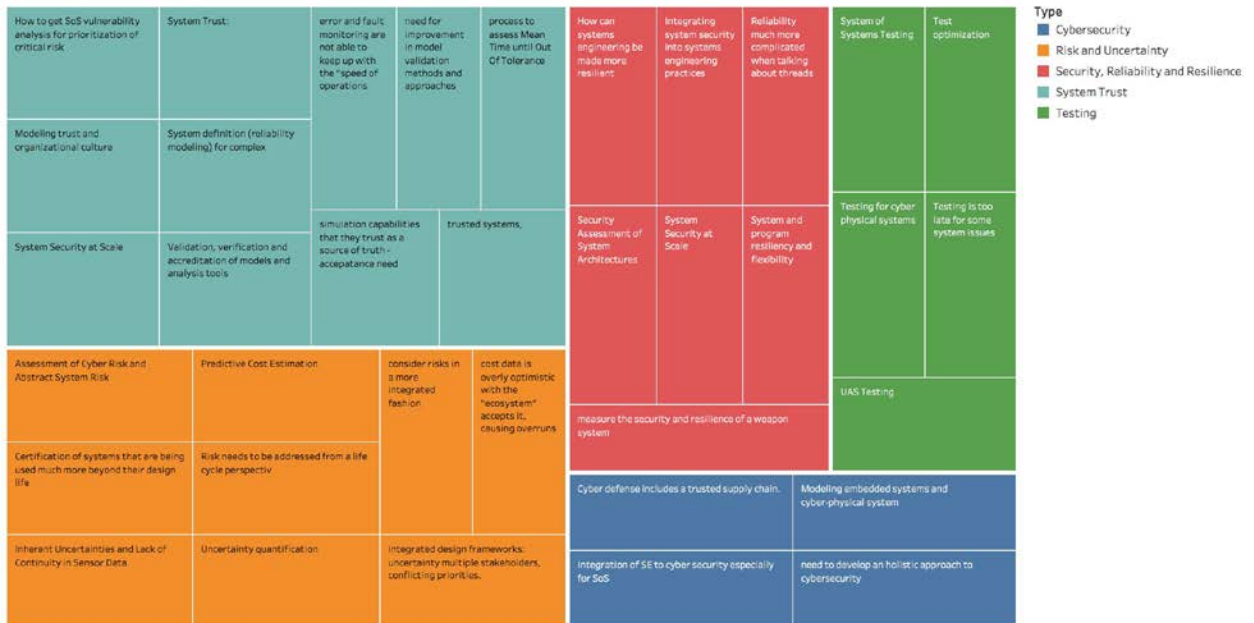 How to get SoS vulnerability
analysis for prioritization of
critical risk
System Trust:
error and fault
monitoring are not
able to
keep up with
the "speed of
operations
need for
improvement
in model
validation
methods and
approaches
process to
assess Mean
Time until Out
Of Tolerance
Modeling trust and
organizational culture
System definition (reliability
modeling) for complex
System Security at Scale
Validation, verification and
accreditation of models and
analysis tools
simulation capabilities
that they trust as a
source of truth -
accepatance need
trusted systems,
Assessment of Cyber Risk and
Abstract System Risk
Predictive Cost Estimation
consider risks in
a more
integrated
fashion
cost data is
overly optimistic
with the
"ecosystem"
accepts it,
causing overruns
Certification of systems that are being
used much more beyond their design
life
Risk needs to be addressed from a life
cycle perspectiv
Inherent Uncertainties and Lack of
Continuity in Sensor Data
Uncertainty quantification
integrated design frameworks:
uncertainty multiple stakeholders,
conflicting priorities.
How can
systems
engineering be
made more
resilient
Integrating
system security
into systems
engineering
practices
Reliability
much more
complicated
when talking
about threads
Security
Assessment of
System
Architectures
System
Security at
Scale
System and
program
resiliency and
flexibility
measure the security and resilience of a weapon
system
System of
Systems Testing
Test
optimization
Testing for cyber
physical systems
Testing is too
late for some
system issues
UAS Testing
Cyber defense includes a trusted supply chain.
Modeling embedded systems and
cyber-physical system
Integration of SE to cyber security especially
for SoS
need to develop an holistic approach to
cybersecurity
Type
Cybersecurity
Risk and Uncertainty
Security, Reliability and Resilience
System Trust
Testing